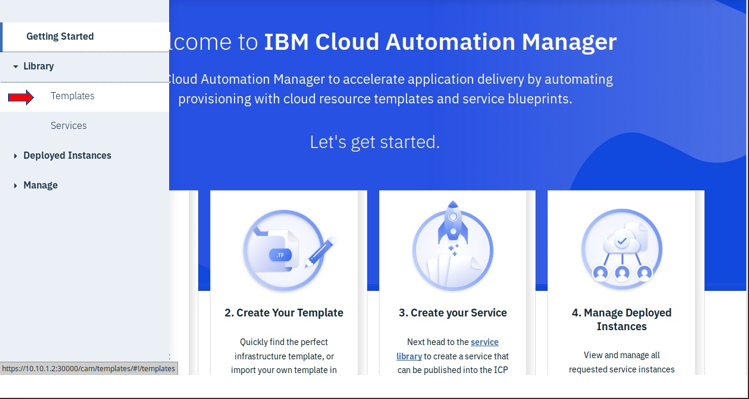 Getting Started
Library
Templates
Services
Deployed Instances
Manage
lcome to IBM Cloud Automation Manager
Cloud Automation Manager to accelerate application delivery by automating
provisioning with cloud resource templates and service blueprints.
Let's get started.
2. Create Your Template
Quickly find the perfect
infrastructure template, or
import your own template in
3. Create your Service
Next head to the service
library to create a service that
can be published into the ICP
4. Manage Deployed
Instances
View and manage all
requested service instances
https://10.10.1.2:30000/cam/templates/#!/templates